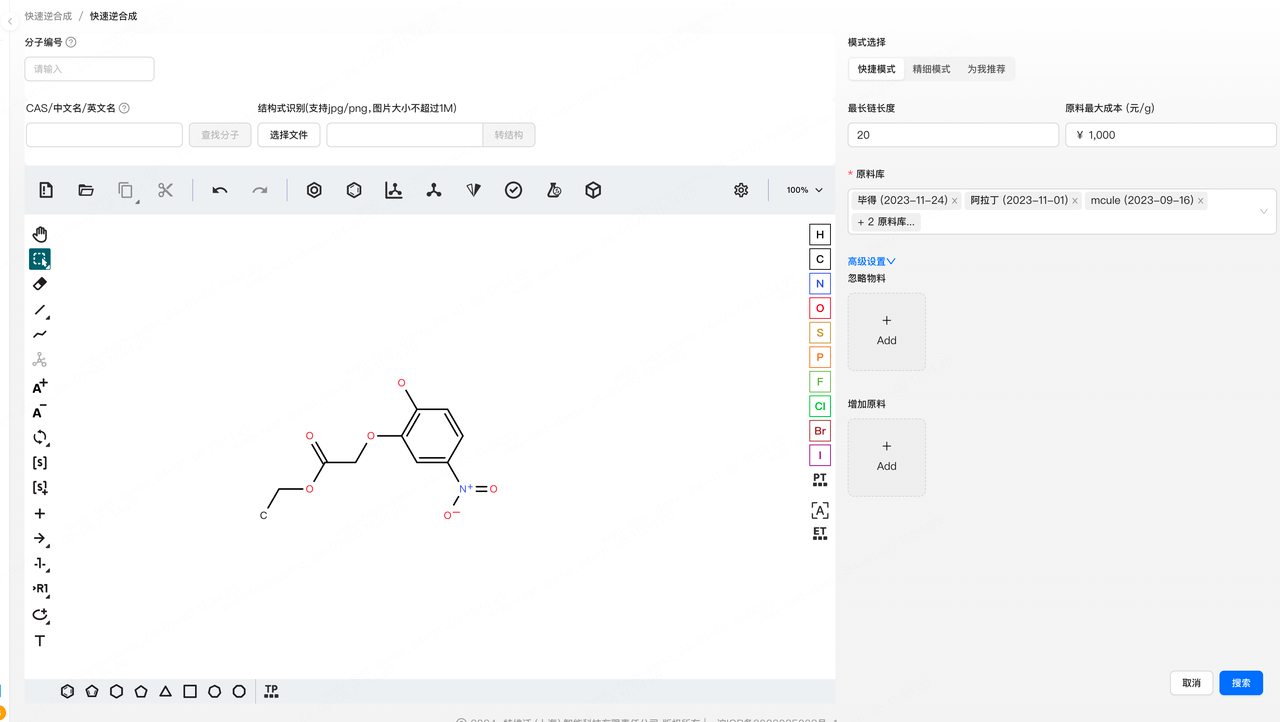 快速逆合成 / 快速逆合成
分子编号
请输入
CAS/中文名/英文名
结构式识别(支持jpg/png,图片大小不超过1M)
查找分子
选择文件
转结构
100%
H
C
N
O
S
P
F
Cl
Br
I
PT
A
ET
A+
A-
[s]
[s]+
›R1
T
TP
O
O
O
O
C
N+
O
O-
模式选择
快捷模式 精细模式 为我推荐
最长链长度
20
原料最大成本 (元/g)
¥ 1,000
* 原料库
毕得 (2023-11-24) × 阿拉丁 (2023-11-01) × mcule (2023-09-16) ×
+ 2 原料库...
高级设置
忽略物料
+
Add
增加原料
+
Add
取消
搜索